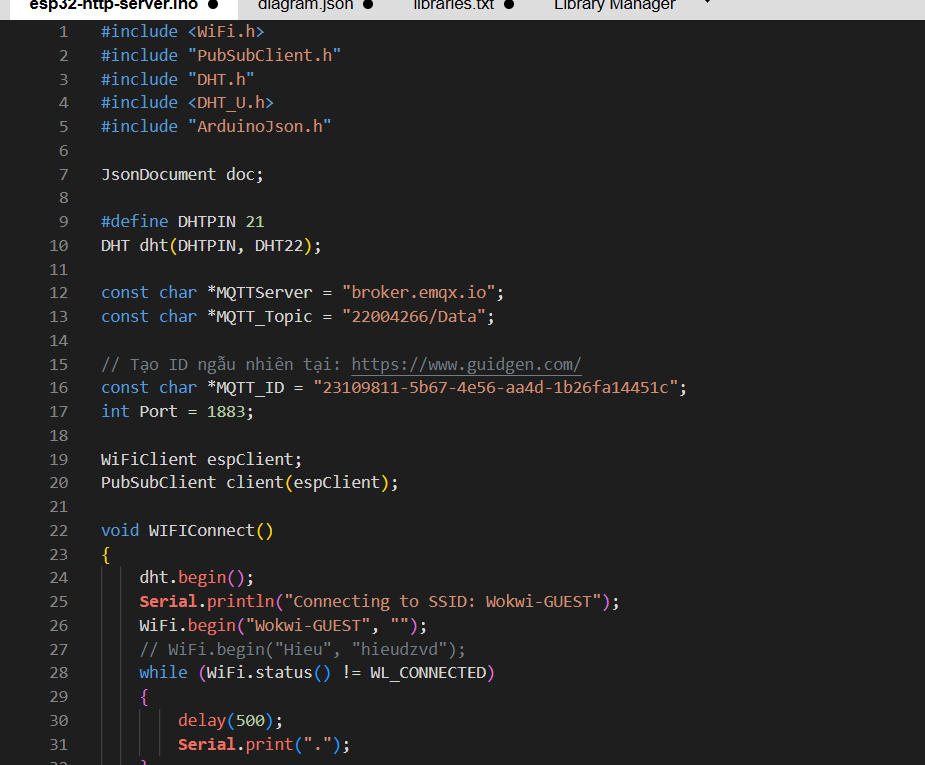 esp32-http-server.ino ● diagram.json ● libraries.txt ● Library Manager
1 #include <WiFi.h>
2 #include "PubSubClient.h"
3 #include "DHT.h"
4 #include <DHT_U.h>
5 #include "ArduinoJson.h"
6
7 JsonDocument doc;
8
9 #define DHTPIN 21
10 DHT dht(DHTPIN, DHT22);
11
12 const char *MQTTServer = "broker.emqx.io";
13 const char *MQTT_Topic = "22004266/Data";
14
15 // Tạo ID ngẫu nhiên tại: https://www.guidgen.com/
16 const char *MQTT_ID = "23109811-5b67-4e56-aa4d-1b26fa14451c";
17 int Port = 1883;
18
19 WiFiClient espClient;
20 PubSubClient client(espClient);
21
22 void WIFIConnect()
23 {
24 dht.begin();
25 Serial.println("Connecting to SSID: Wokwi-GUEST");
26 WiFi.begin("Wokwi-GUEST", "");
27 // WiFi.begin("Hieu", "hieudzvd");
28 while (WiFi.status() != WL_CONNECTED)
29 {
30 delay(500);
31 Serial.print(".");
32 }